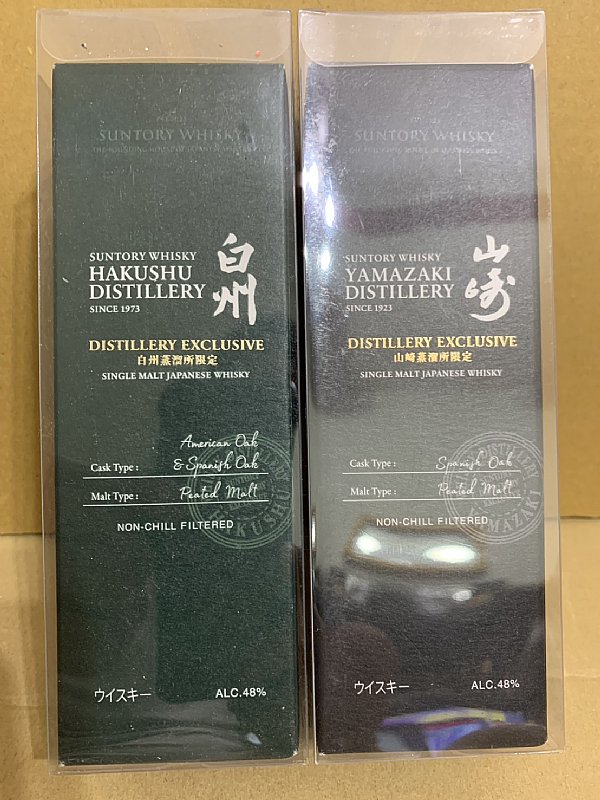 SUNTORY WHISKY
SUNTORY WHISKY
HAKUSHU
DISTILLERY
SINCE 1973
白州
DISTILLERY EXCLUSIVE
白州蒸溜所限定
SINGLE MALT JAPANESE WHISKY
American Oak
Cask Type : & Spanish Oak
Malt Type : Peated Malt
NON-CHILL FILTERED
DISTILLERY
HAKUSHU
ウイスキー ALC.48%
SUNTORY WHISKY
SUNTORY WHISKY
YAMAZAKI
DISTILLERY
SINCE 1923
山崎
DISTILLERY EXCLUSIVE
山崎蒸溜所限定
SINGLE MALT JAPANESE WHISKY
Cask Type : Spanish Oak
Malt Type : Peated Malt
NON-CHILL FILTERED
DISTILLERY
YAMAZAKI
ウイスキー ALC.48%